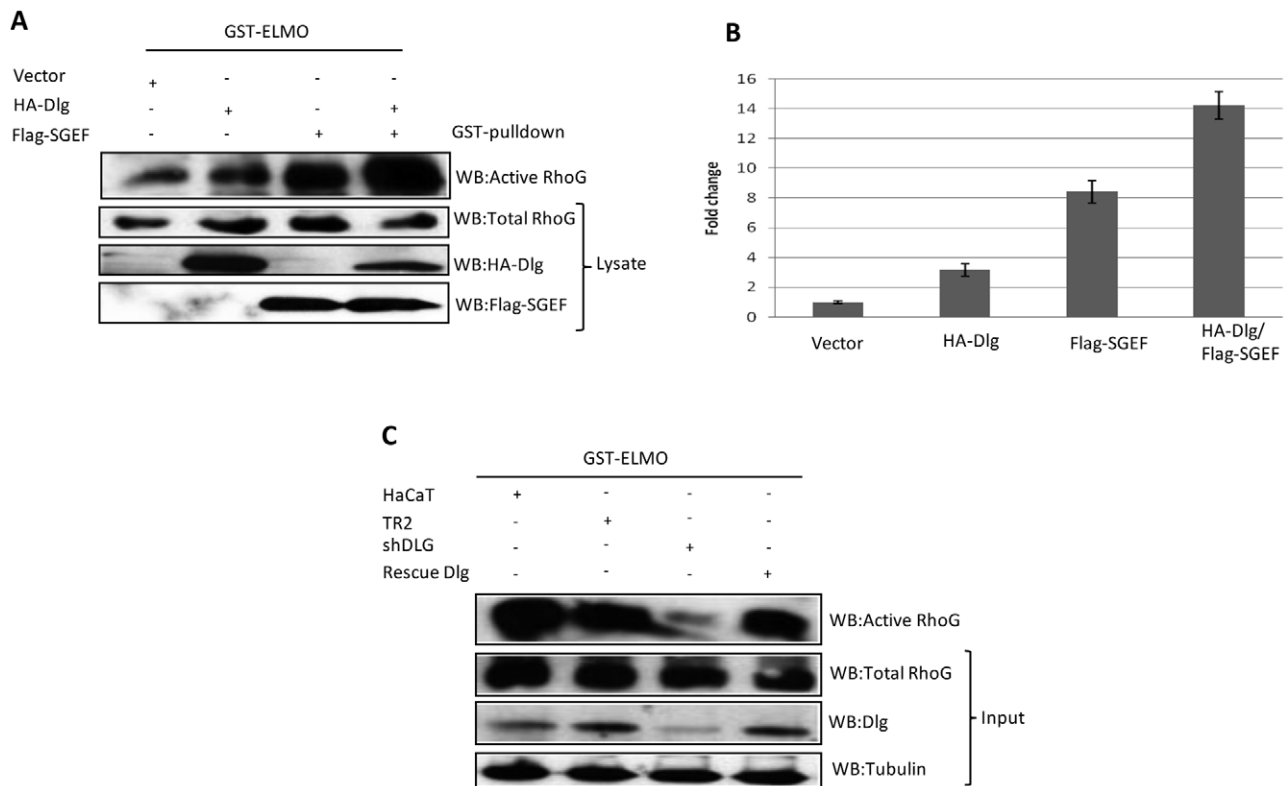 A
GST-ELMO
Vector + - - -
HA-Dlg - + - +
Flag-SGEF - - + + GST-pulldown
WB:Active RhoG
WB:Total RhoG
WB:HA-Dlg
WB:Flag-SGEF
Lysate
B
Fold change
16
14
12
10
8
6
4
2
0
Vector
HA-Dlg
Flag-SGEF
HA-Dlg/
Flag-SGEF
C
GST-ELMO
HaCaT + - - -
TR2 - + - -
shDLG - - + -
Rescue Dlg - - - +
WB:Active RhoG
WB:Total RhoG
WB:Dlg
WB:Tubulin
Input